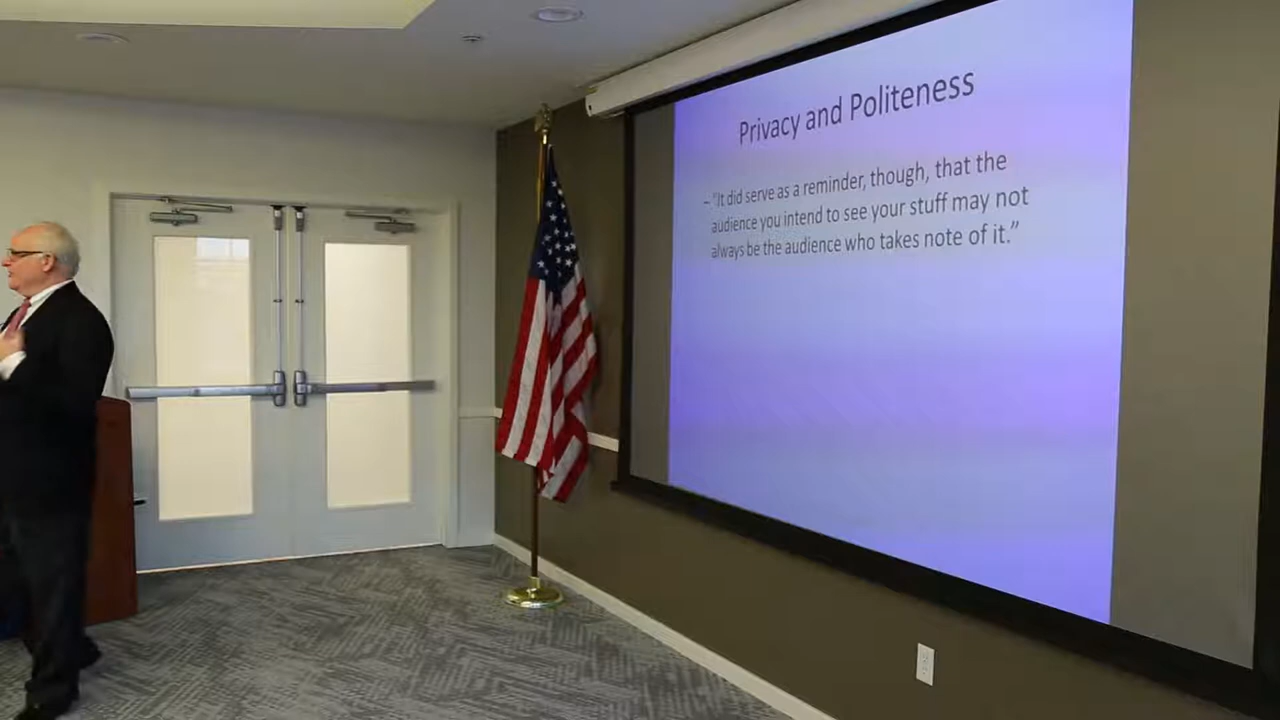 Privacy and Politeness
– "It did serve as a reminder, though, that the
audience you intend to see your stuff may not
always be the audience who takes note of it."